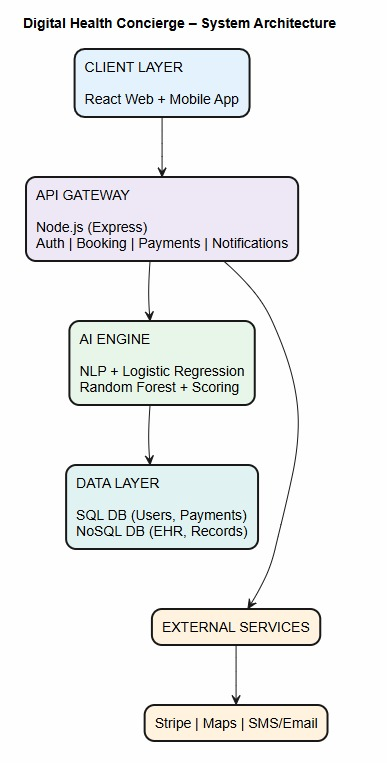 Digital Health Concierge – System Architecture
CLIENT LAYER
React Web + Mobile App
API GATEWAY
Node.js (Express)
Auth | Booking | Payments | Notifications
AI ENGINE
NLP + Logistic Regression
Random Forest + Scoring
DATA LAYER
SQL DB (Users, Payments)
NoSQL DB (EHR, Records)
EXTERNAL SERVICES
Stripe | Maps | SMS/Email